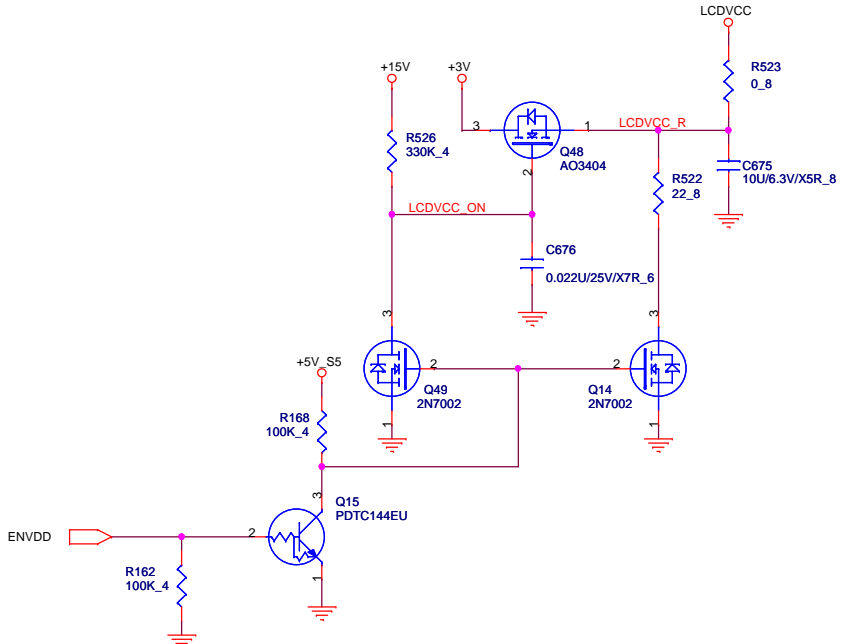 LCDVCC
R523
0_8
+15V
+3V
3
1
LCDVCC_R
R526
330K_4
Q48
AO3404
2
R522
22_8
C675
10U/6.3V/X5R_8
LCDVCC_ON
C676
0.022U/25V/X7R_6
3
3
+5V_S5
2
2
Q49
2N7002
Q14
2N7002
1
1
R168
100K_4
3
Q15
PDTC144EU
ENVDD
2
R162
100K_4
1